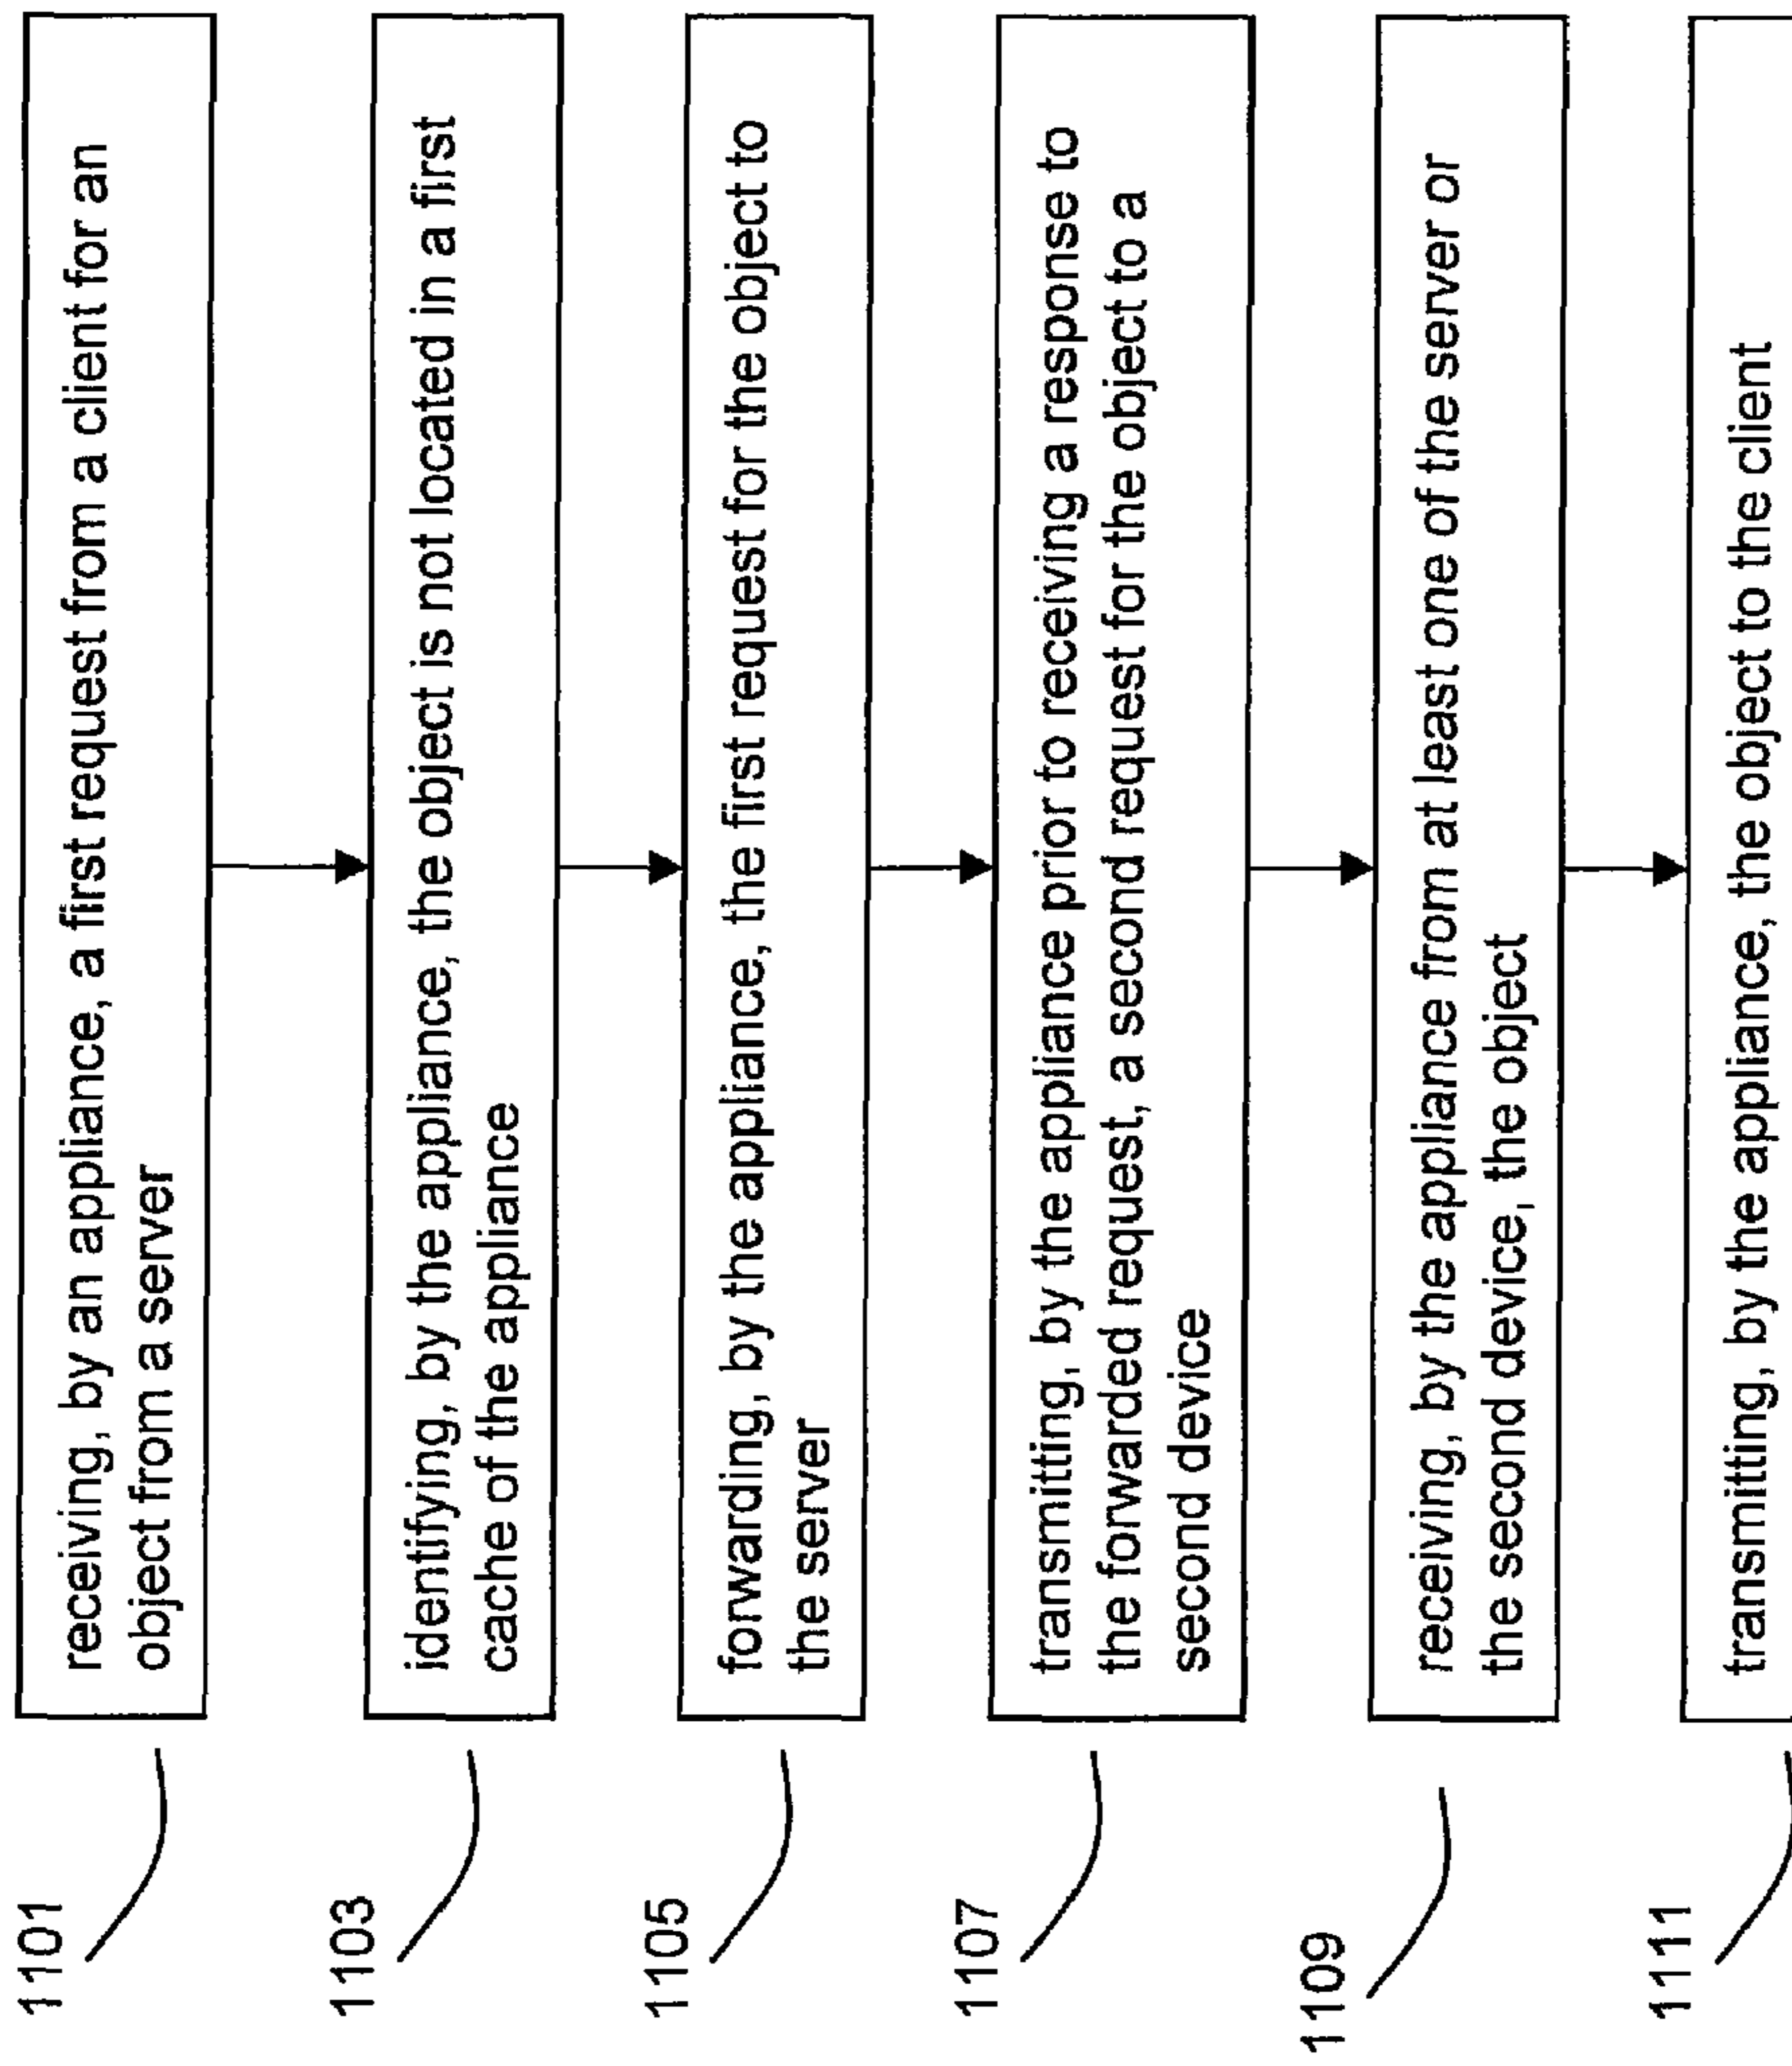 1101
receiving, by an appliance, a first request from a client for an
object from a server
1103
identifying, by the appliance, the object is not located in a first
cache of the appliance
1105
forwarding, by the appliance, the first request for the object to
the server
1107
transmitting, by the appliance prior to receiving a response to
the forwarded request, a second request for the object to a
second device
1109
receiving, by the appliance from at least one of the server or
the second device, the object
1111
transmitting, by the appliance, the object to the client